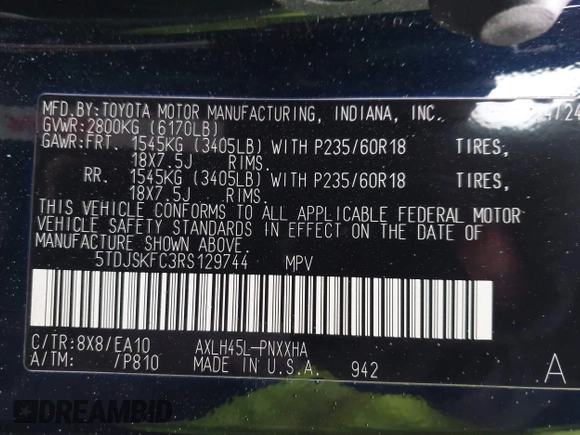 MFD.BY:TOYOTA MOTOR MANUFACTURING, INDIANA, INC. /24
GVWR:2800KG (6170LB)
GAWR:FRT. 1545KG (3405LB) WITH P235/60R18 TIRES,
18X7.5J RIMS.
RR. 1545KG (3405LB) WITH P235/60R18 TIRES,
18X7.5J RIMS.
THIS VEHICLE CONFORMS TO ALL APPLICABLE FEDERAL MOTOR
VEHICLE SAFETY STANDARDS IN EFFECT ON THE DATE OF
MANUFACTURE SHOWN ABOVE.
5TDJSKFC3RS129744 MPV
C/TR:8X8/EA10 AXLH45L-PNXXHA
A/TM: /P810 MADE IN U.S.A. 942 A
DREAMBID